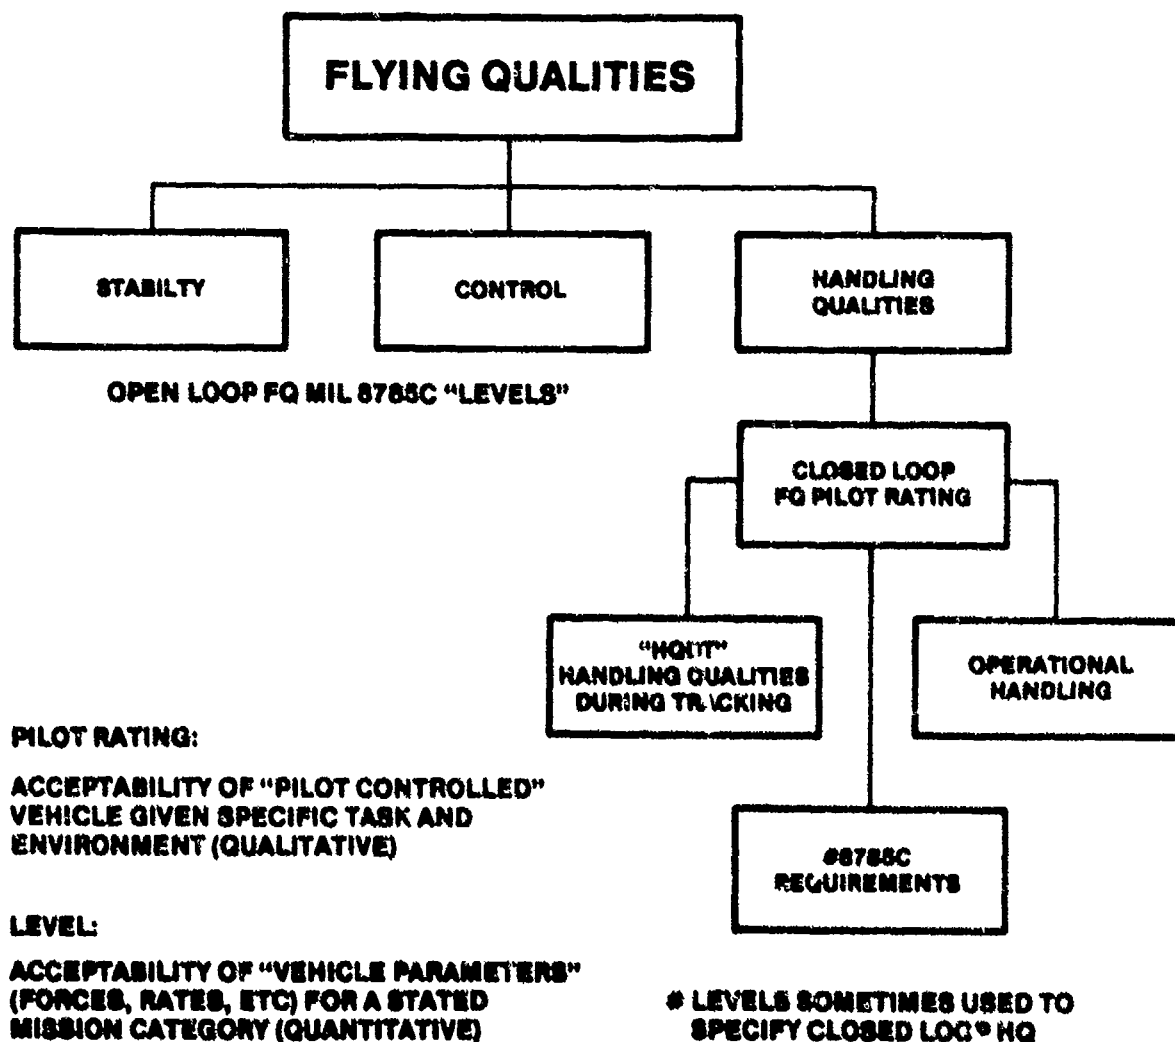 FLYING QUALITIES
STABILTY
CONTROL
HANDLING
QUALITIES
OPEN LOOP FQ MIL 8785C “LEVELS”
CLOSED LOOP
FQ PILOT RATING
“HQDT”
HANDLING QUALITIES
DURING TRACKING
OPERATIONAL
HANDLING
PILOT RATING:
ACCEPTABILITY OF “PILOT CONTROLLED”
VEHICLE GIVEN SPECIFIC TASK AND
ENVIRONMENT (QUALITATIVE)
#8785C
REQUIREMENTS
LEVEL:
ACCEPTABILITY OF “VEHICLE PARAMETERS”
(FORCES, RATES, ETC) FOR A STATED
MISSION CATEGORY (QUANTITATIVE)
# LEVELS SOMETIMES USED TO
SPECIFY CLOSED LOOP HQ